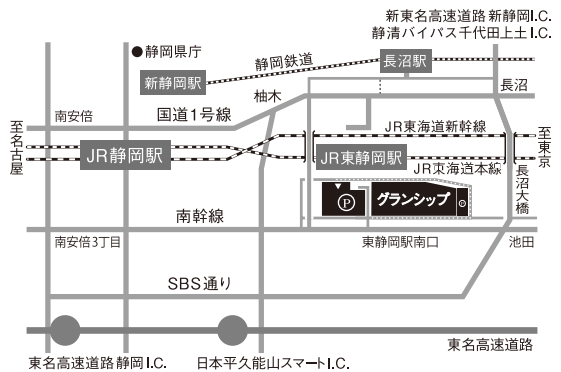 新東名高速道路 新静岡I.C.
静清バイパス千代田上土I.C.
●静岡県庁
静岡鉄道
長沼駅
新静岡駅
柚木
長沼
南安倍
国道1号線
至名古屋
JR静岡駅
JR東海道新幹線
至東京
JR東静岡駅
JR東海道本線
長沼大橋
P
グランシップ
P
南幹線
南安倍3丁目
東静岡駅南口
池田
SBS通り
東名高速道路
東名高速道路 静岡I.C.
日本平久能山スマートI.C.